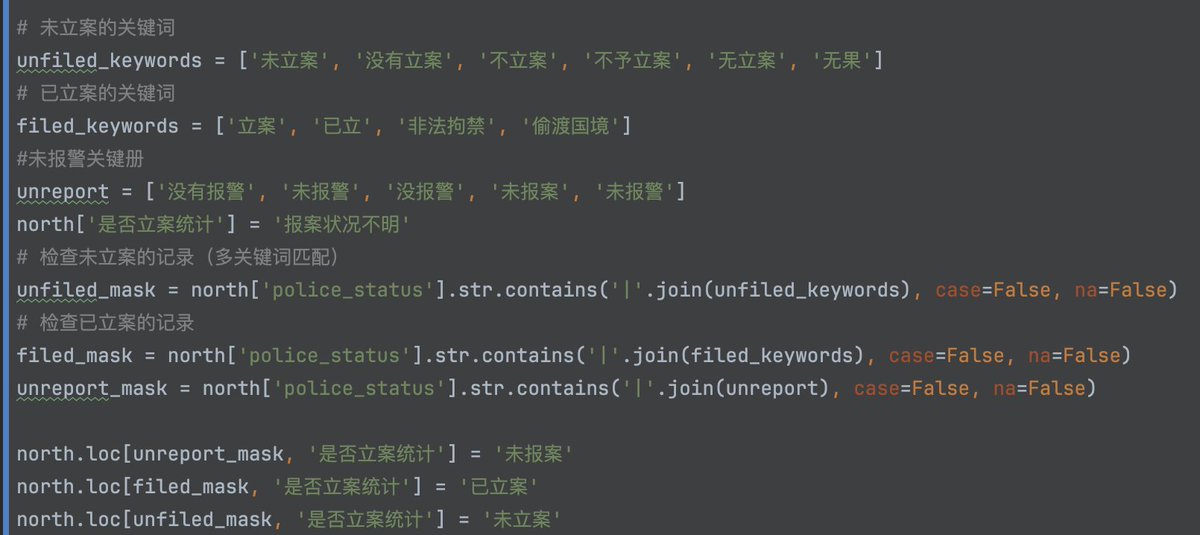 # 未立案的关键词
unfiled_keywords = ['未立案', '没有立案', '不立案', '不予立案', '无立案', '无果']
# 已立案的关键词
filed_keywords = ['立案', '已立', '非法拘禁', '偷渡国境']
#未报警关键册
unreport = ['没有报警', '未报警', '没报警', '未报案', '未报警']
north['是否立案统计'] = '报案状况不明'
# 检查未立案的记录（多关键词匹配）
unfiled_mask = north['police_status'].str.contains('|'.join(unfiled_keywords), case=False, na=False)
# 检查已立案的记录
filed_mask = north['police_status'].str.contains('|'.join(filed_keywords), case=False, na=False)
unreport_mask = north['police_status'].str.contains('|'.join(unreport), case=False, na=False)
north.loc[unreport_mask, '是否立案统计'] = '未报案'
north.loc[filed_mask, '是否立案统计'] = '已立案'
north.loc[unfiled_mask, '是否立案统计'] = '未立案'